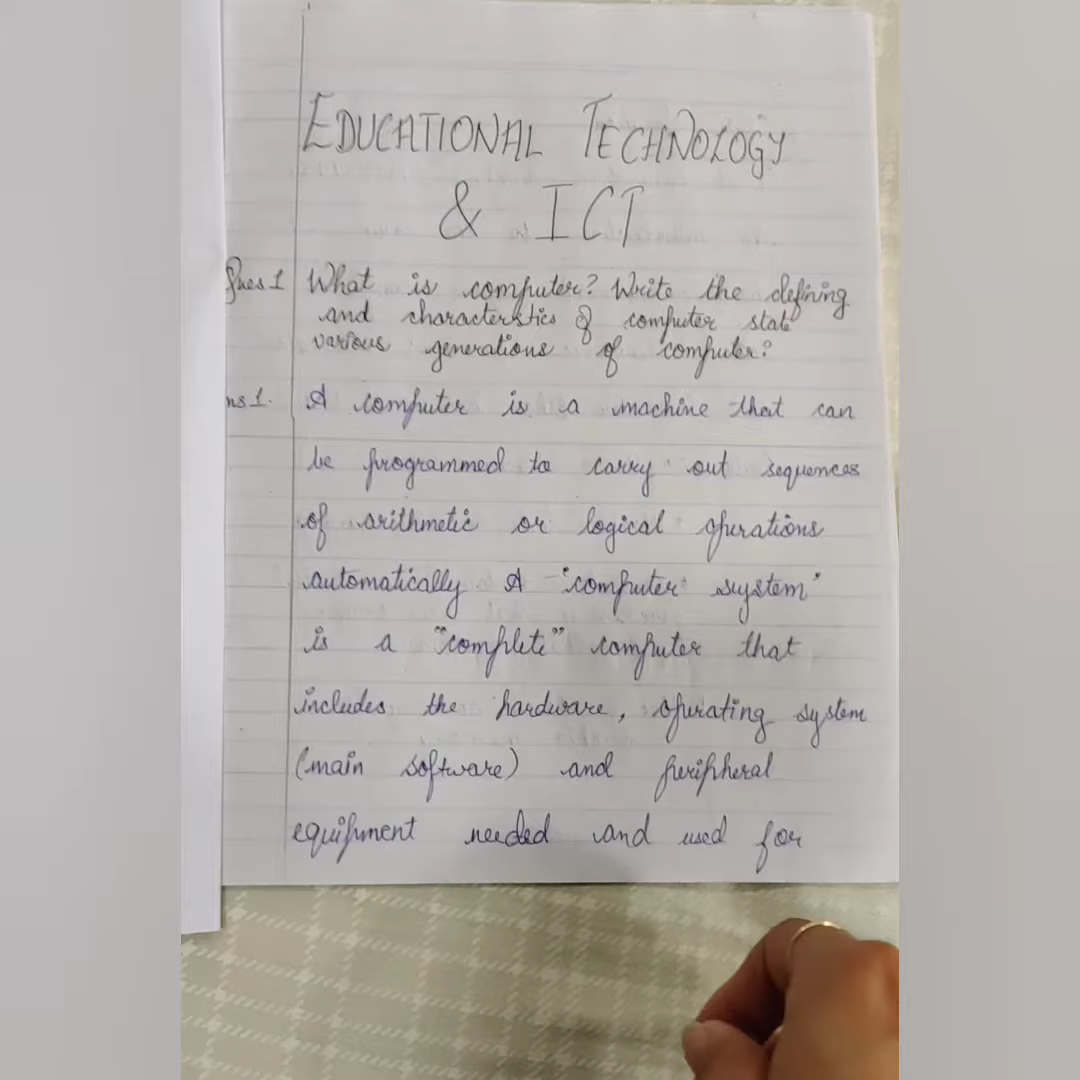 EDUCATIONAL TECHNOLOGY
& ICT
Ques 1 What is computer? Write the defining
and characterstics of computer state
various generations of computer?
ns 1. A computer is a machine that can
be programmed to carry out sequences
of arithmetic or logical operations
automatically A "computer system"
is a "complete" computer that
includes the hardware, operating system
(main software) and peripheral
equipment needed and used for